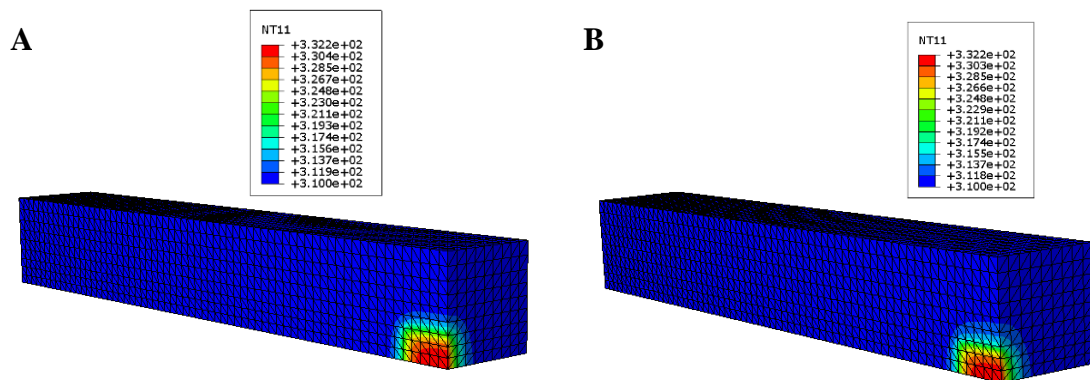 A
NT11
+3.322e+02
+3.304e+02
+3.285e+02
+3.267e+02
+3.248e+02
+3.230e+02
+3.211e+02
+3.193e+02
+3.174e+02
+3.156e+02
+3.137e+02
+3.119e+02
+3.100e+02
B
NT11
+3.322e+02
+3.303e+02
+3.285e+02
+3.266e+02
+3.248e+02
+3.229e+02
+3.211e+02
+3.192e+02
+3.174e+02
+3.155e+02
+3.137e+02
+3.118e+02
+3.100e+02